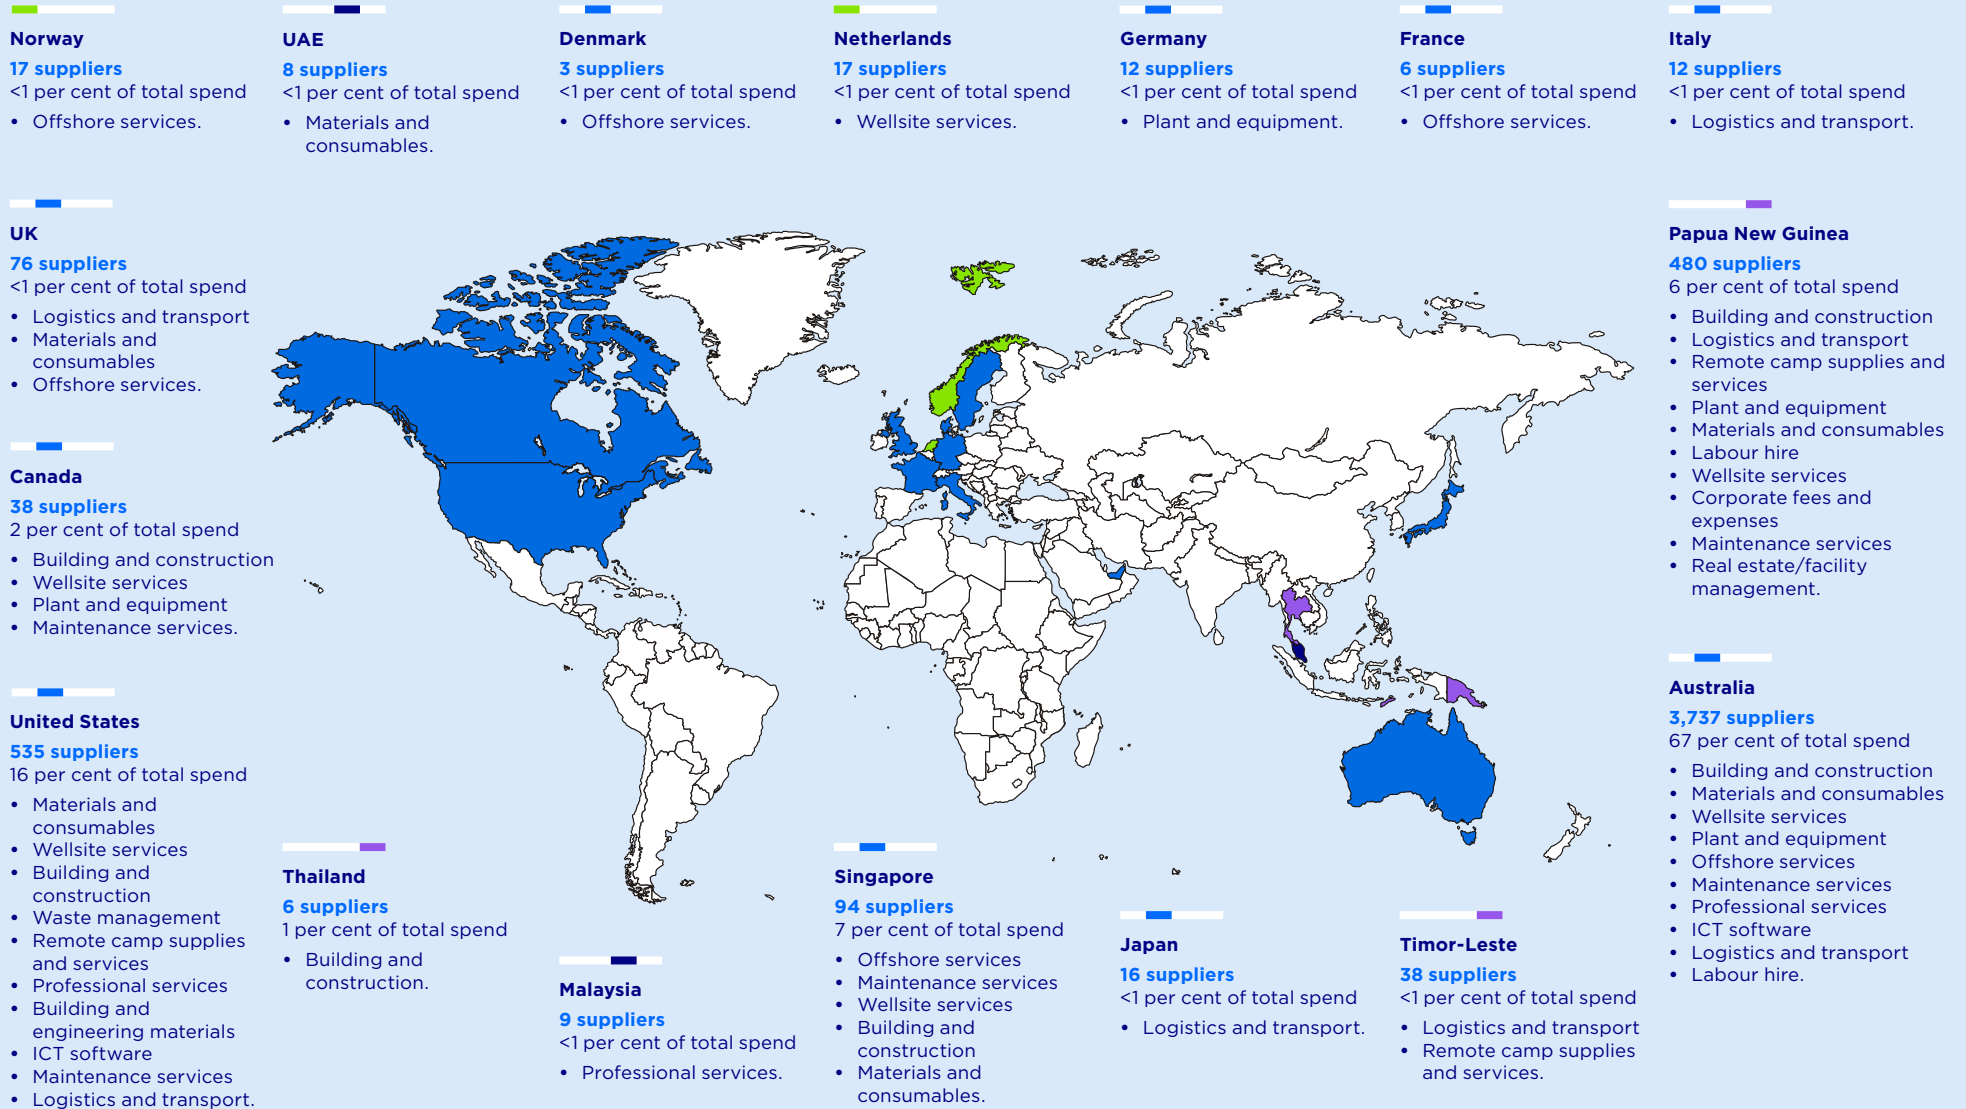 Norway
17 suppliers
<1 per cent of total spend
• Offshore services.
UAE
8 suppliers
<1 per cent of total spend
• Materials and
consumables.
Denmark
3 suppliers
<1 per cent of total spend
• Offshore services.
Netherlands
17 suppliers
<1 per cent of total spend
• Wellsite services.
Germany
12 suppliers
<1 per cent of total spend
• Plant and equipment.
France
6 suppliers
<1 per cent of total spend
• Offshore services.
Italy
12 suppliers
<1 per cent of total spend
• Logistics and transport.
UK
76 suppliers
<1 per cent of total spend
• Logistics and transport
• Materials and
consumables
• Offshore services.
Canada
38 suppliers
2 per cent of total spend
• Building and construction
• Wellsite services
• Plant and equipment
• Maintenance services.
United States
535 suppliers
16 per cent of total spend
• Materials and
consumables
• Wellsite services
• Building and
construction
• Waste management
• Remote camp supplies
and services
• Professional services
• Building and
engineering materials
• ICT software
• Maintenance services
• Logistics and transport.
Thailand
6 suppliers
1 per cent of total spend
• Building and
construction.
Malaysia
9 suppliers
<1 per cent of total spend
• Professional services.
Singapore
94 suppliers
7 per cent of total spend
• Offshore services
• Maintenance services
• Wellsite services
• Building and
construction
• Materials and
consumables.
Japan
16 suppliers
<1 per cent of total spend
• Logistics and transport.
Timor-Leste
38 suppliers
<1 per cent of total spend
• Logistics and transport
• Remote camp supplies
and services.
Papua New Guinea
480 suppliers
6 per cent of total spend
• Building and construction
• Logistics and transport
• Remote camp supplies and
services
• Plant and equipment
• Materials and consumables
• Labour hire
• Wellsite services
• Corporate fees and
expenses
• Maintenance services
• Real estate/facility
management.
Australia
3,737 suppliers
67 per cent of total spend
• Building and construction
• Materials and consumables
• Wellsite services
• Plant and equipment
• Offshore services
• Maintenance services
• Professional services
• ICT software
• Logistics and transport
• Labour hire.